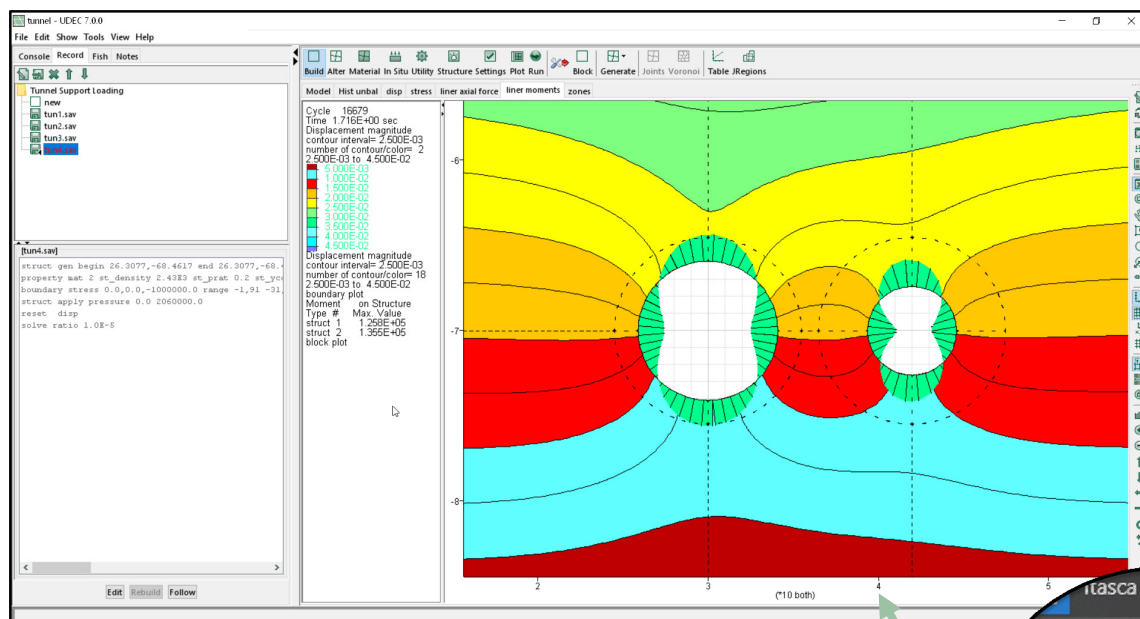 tunnel - UDEC 7.0.0
File Edit Show Tools View Help
Console Record Fish Notes
Tunnel Support Loading
new
tun1.sav
tun2.sav
tun3.sav
tun4.sav
[tun4.sav]
struct gen begin 26.3077,-68.4617 end 26.3077,-68.
property mat 2 st_density 2.43E3 st_prat 0.2 st_yc
boundary stress 0.0,0.0,-1000000.0 range -1,91 -31,
struct apply pressure 0.0 2060000.0
reset disp
solve ratio 1.0E-5
Edit Rebuild Follow
Build Alter Material In Situ Utility Structure Settings Plot Run Block Generate Joints Voronoi Table JRegions
Model Hist unbal disp stress liner axial force liner moments zones
Cycle 16679
Time 1.716E+00 sec
Displacement magnitude
contour interval= 2.500E-03
number of contour/color= 2
2.500E-03 to 4.500E-02
5.000E-03
1.000E-02
1.500E-02
2.000E-02
2.500E-02
3.000E-02
3.500E-02
4.000E-02
4.500E-02
Displacement magnitude
contour interval= 2.500E-03
number of contour/color= 18
2.500E-03 to 4.500E-02
boundary plot
Moment on Structure
Type # Max. Value
struct 1 1.258E+05
struct 2 1.355E+05
block plot
-6
-7
-8
2 3 4 5
(*10 both)
itasca